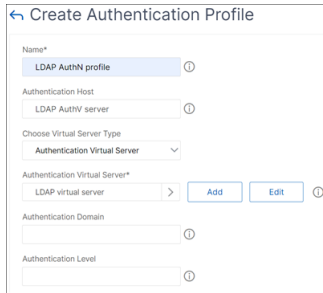 Create Authentication Profile
Name*
LDAP AuthN profile
Authentication Host
LDAP AuthV server
Choose Virtual Server Type
Authentication Virtual Server
Authentication Virtual Server*
LDAP virtual server
Add
Edit
Authentication Domain
Authentication Level